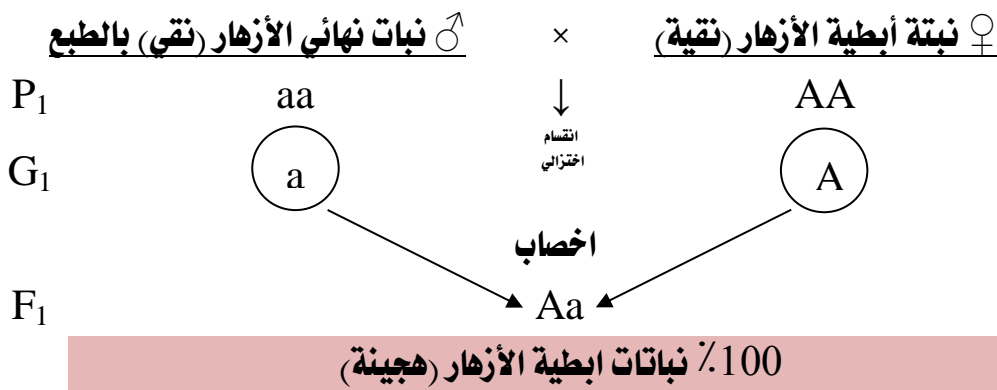 ♀ نبتة أبطية الأزهار (نقية) × ♂ نبات نهائي الأزهار (نقي) بالطبع
P₁ aa ↓ AA
انقسام
اختزالي
G₁ a A
اخصاب
F₁ Aa
100٪ نباتات ابطية الأزهار (هجينة)